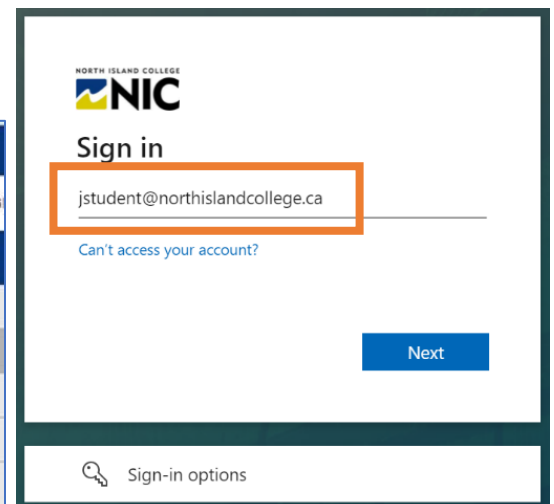 NORTH ISLAND COLLEGE
NIC
Sign in
jstudent@northislandcollege.ca
Can't access your account?
Next
Sign-in options